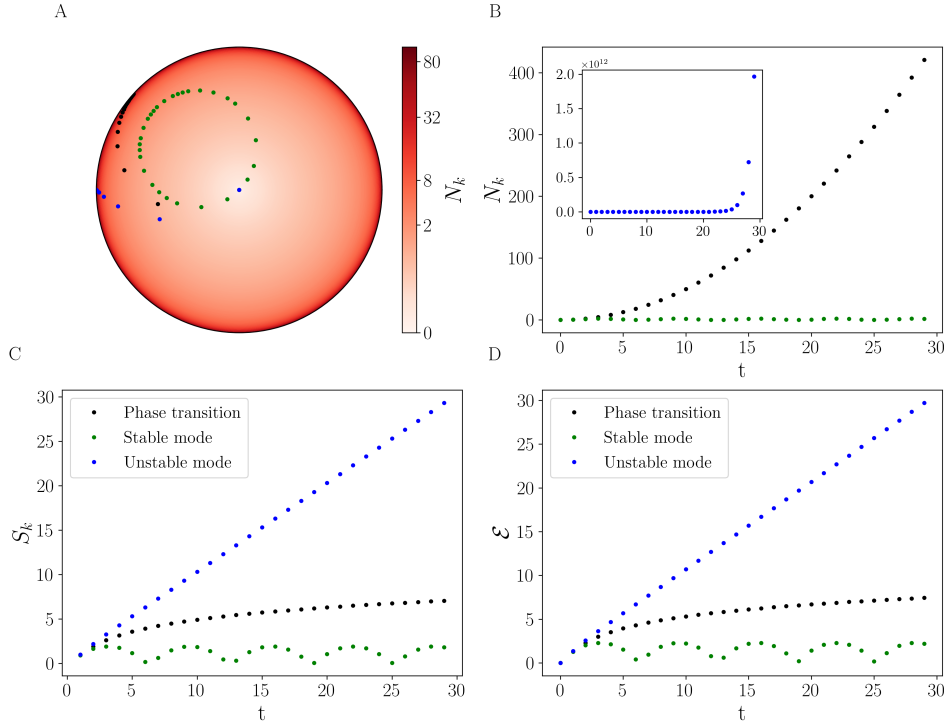 A
80
32
8
2
0
N_k
B
400
300
200
100
0
N_k
×10^12
2.0
1.5
1.0
0.5
0.0
0 10 20 30
0 5 10 15 20 25 30
t
C
30
25
20
15
10
5
0
S_k
Phase transition
Stable mode
Unstable mode
0 5 10 15 20 25 30
t
D
30
25
20
15
10
5
0
ℰ
Phase transition
Stable mode
Unstable mode
0 5 10 15 20 25 30
t